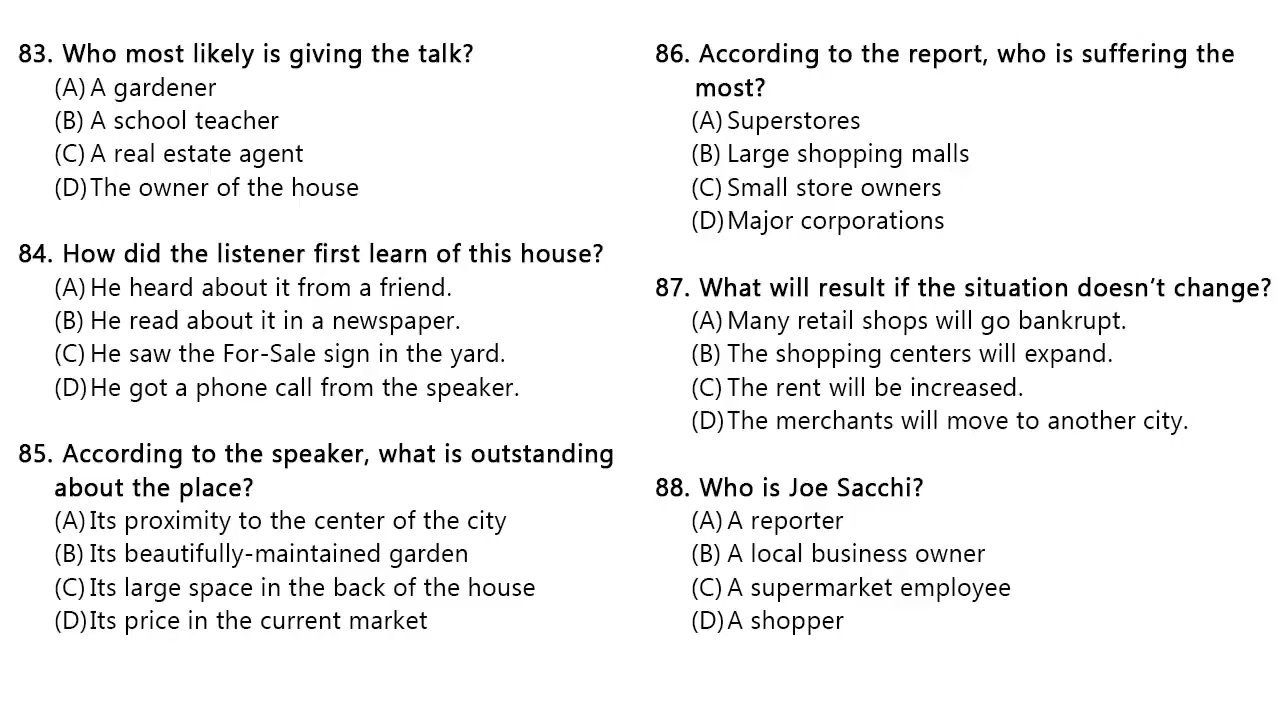 83. Who most likely is giving the talk?
(A) A gardener
(B) A school teacher
(C) A real estate agent
(D) The owner of the house
84. How did the listener first learn of this house?
(A) He heard about it from a friend.
(B) He read about it in a newspaper.
(C) He saw the For-Sale sign in the yard.
(D) He got a phone call from the speaker.
85. According to the speaker, what is outstanding
about the place?
(A) Its proximity to the center of the city
(B) Its beautifully-maintained garden
(C) Its large space in the back of the house
(D) Its price in the current market
86. According to the report, who is suffering the
most?
(A) Superstores
(B) Large shopping malls
(C) Small store owners
(D) Major corporations
87. What will result if the situation doesn’t change?
(A) Many retail shops will go bankrupt.
(B) The shopping centers will expand.
(C) The rent will be increased.
(D) The merchants will move to another city.
88. Who is Joe Sacchi?
(A) A reporter
(B) A local business owner
(C) A supermarket employee
(D) A shopper